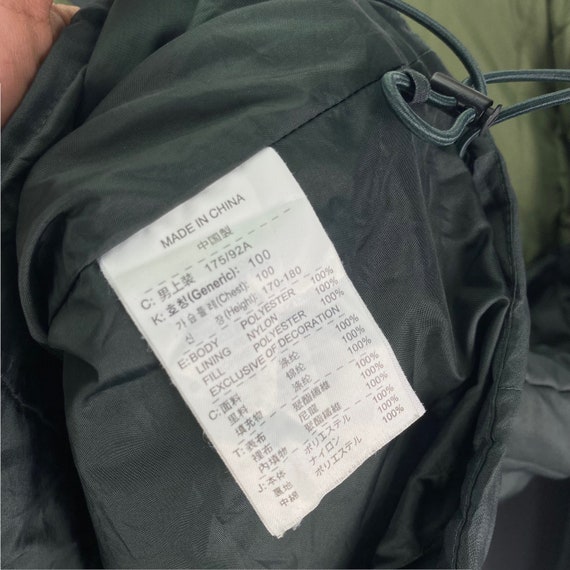 MADE IN CHINA
中国製
C: 男上装 175/92A
K: 호칭(Generic): 100
가슴둘레(Chest): 100
신 장(Height): 170-180
E: BODY POLYESTER 100%
LINING NYLON 100%
FILL POLYESTER 100%
EXCLUSIVE OF DECORATION
C: 面料 涤纶 100%
里料 锦纶 100%
填充物 涤纶 100%
T: 表布 聚酯纖維 100%
裡布 尼龍 100%
內填物 聚酯纖維 100%
J: 本体 ポリエステル 100%
裏地 ナイロン 100%
中綿 ポリエステル 100%